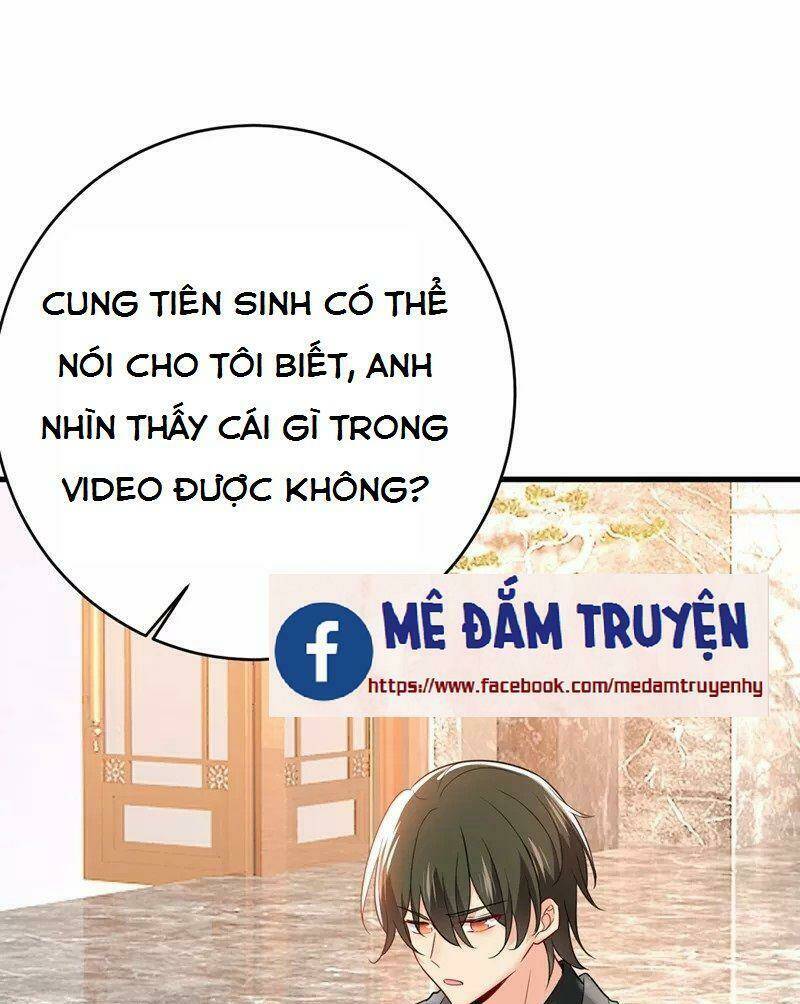 CUNG TIÊN SINH CÓ THỂ
NÓI CHO TÔI BIẾT, ANH
NHÌN THẤY CÁI GÌ TRONG
VIDEO ĐƯỢC KHÔNG?
f MÊ ĐẮM TRUYỆN
https://www.facebook.com/medamtruyenhy